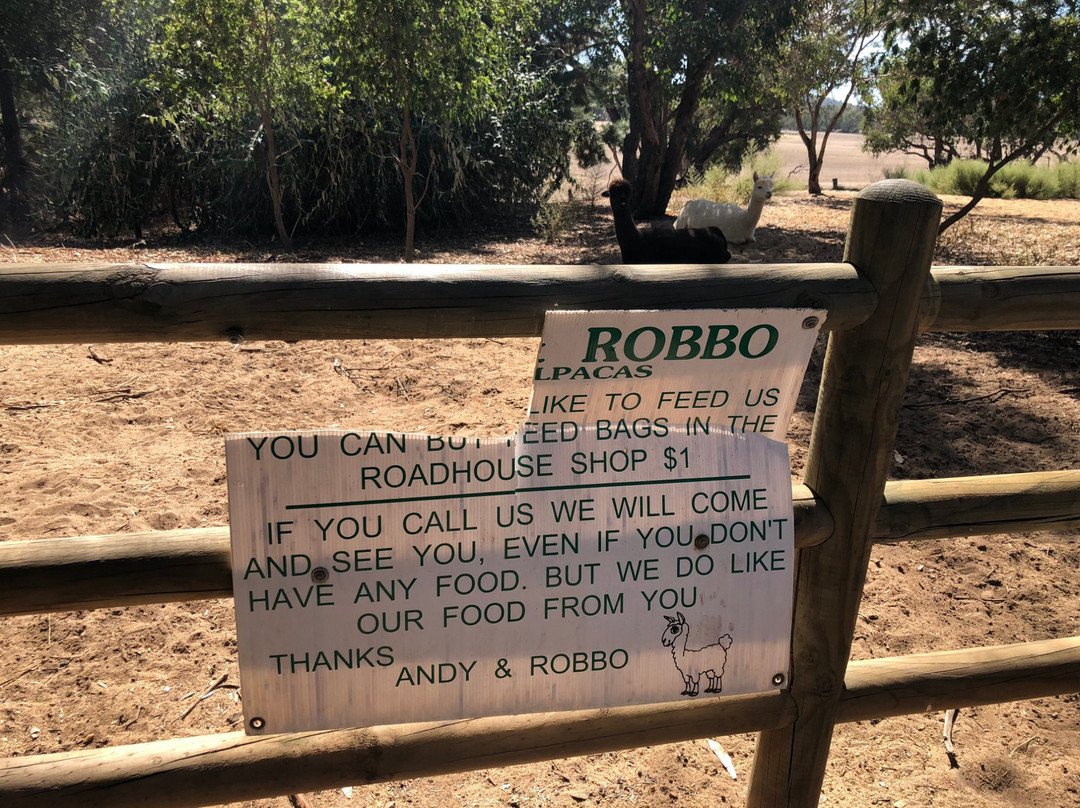 ROBBO
LPACAS
LIKE TO FEED US
YOU CAN BUY FEED BAGS IN THE
ROADHOUSE SHOP $1
IF YOU CALL US WE WILL COME
AND SEE YOU, EVEN IF YOU DON'T
HAVE ANY FOOD. BUT WE DO LIKE
OUR FOOD FROM YOU
THANKS
ANDY & ROBBO